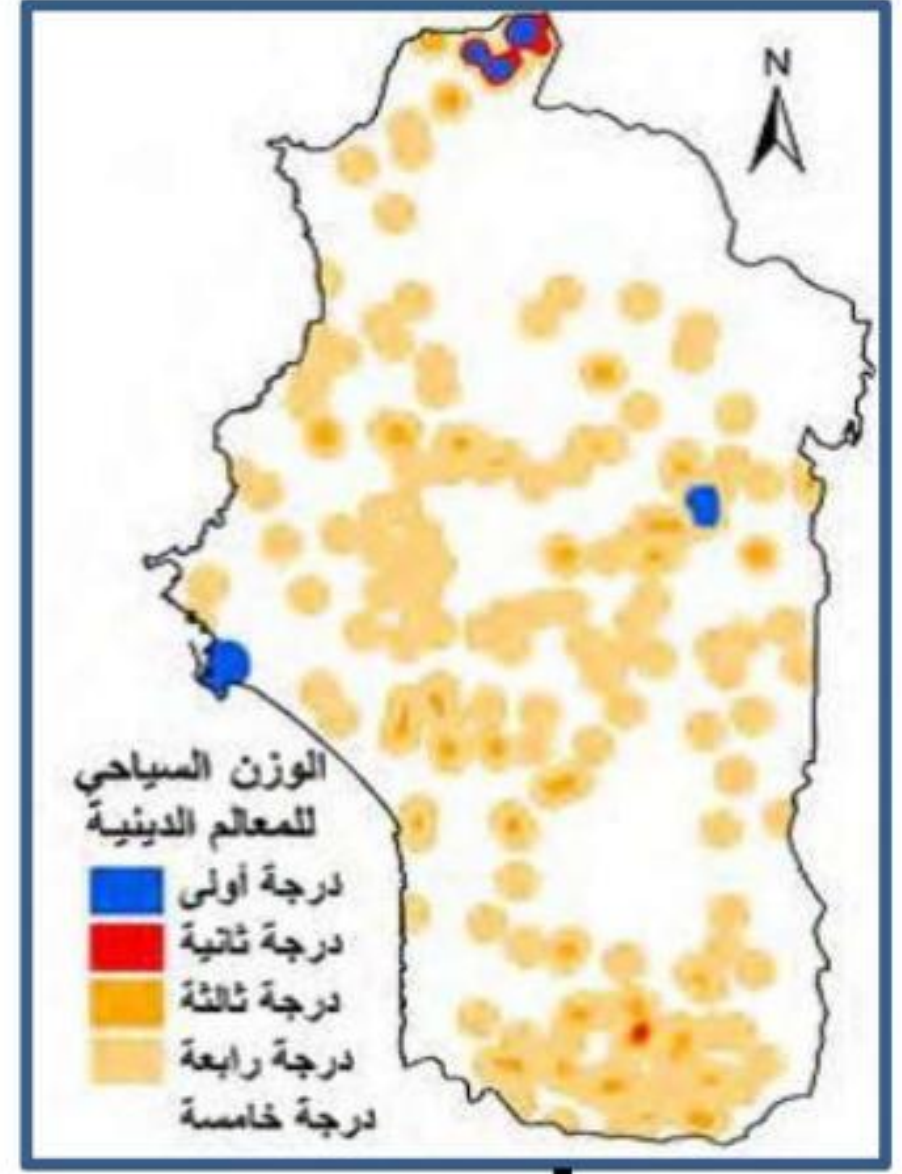 N
الوزن السياحي
للمعالم الدينية
درجة أولى
درجة ثانية
درجة ثالثة
درجة رابعة
درجة خامسة